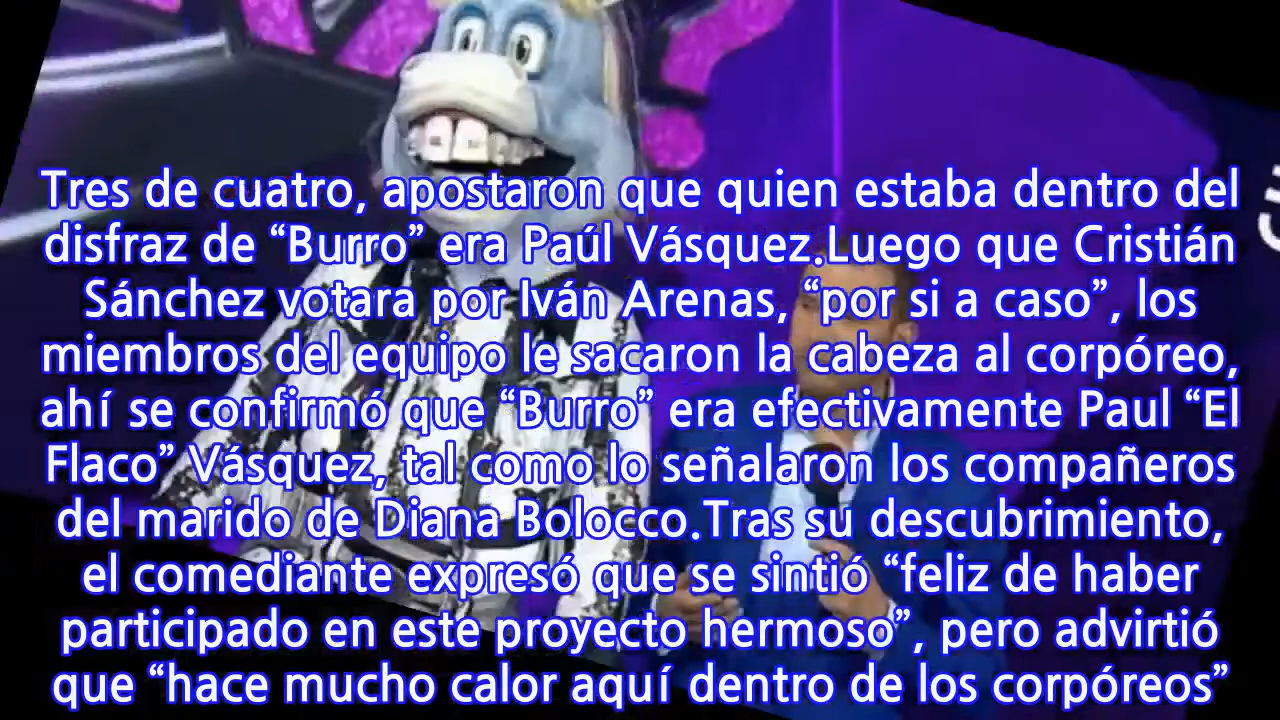 Tres de cuatro, apostaron que quien estaba dentro del
disfraz de “Burro” era Paúl Vásquez.Luego que Cristián
Sánchez votara por Iván Arenas, “por si a caso”, los
miembros del equipo le sacaron la cabeza al corpóreo,
ahí se confirmó que “Burro” era efectivamente Paul “El
Flaco” Vásquez, tal como lo señalaron los compañeros
del marido de Diana Bolocco.Tras su descubrimiento,
el comediante expresó que se sintió “feliz de haber
participado en este proyecto hermoso”, pero advirtió
que “hace mucho calor aquí dentro de los corpóreos”